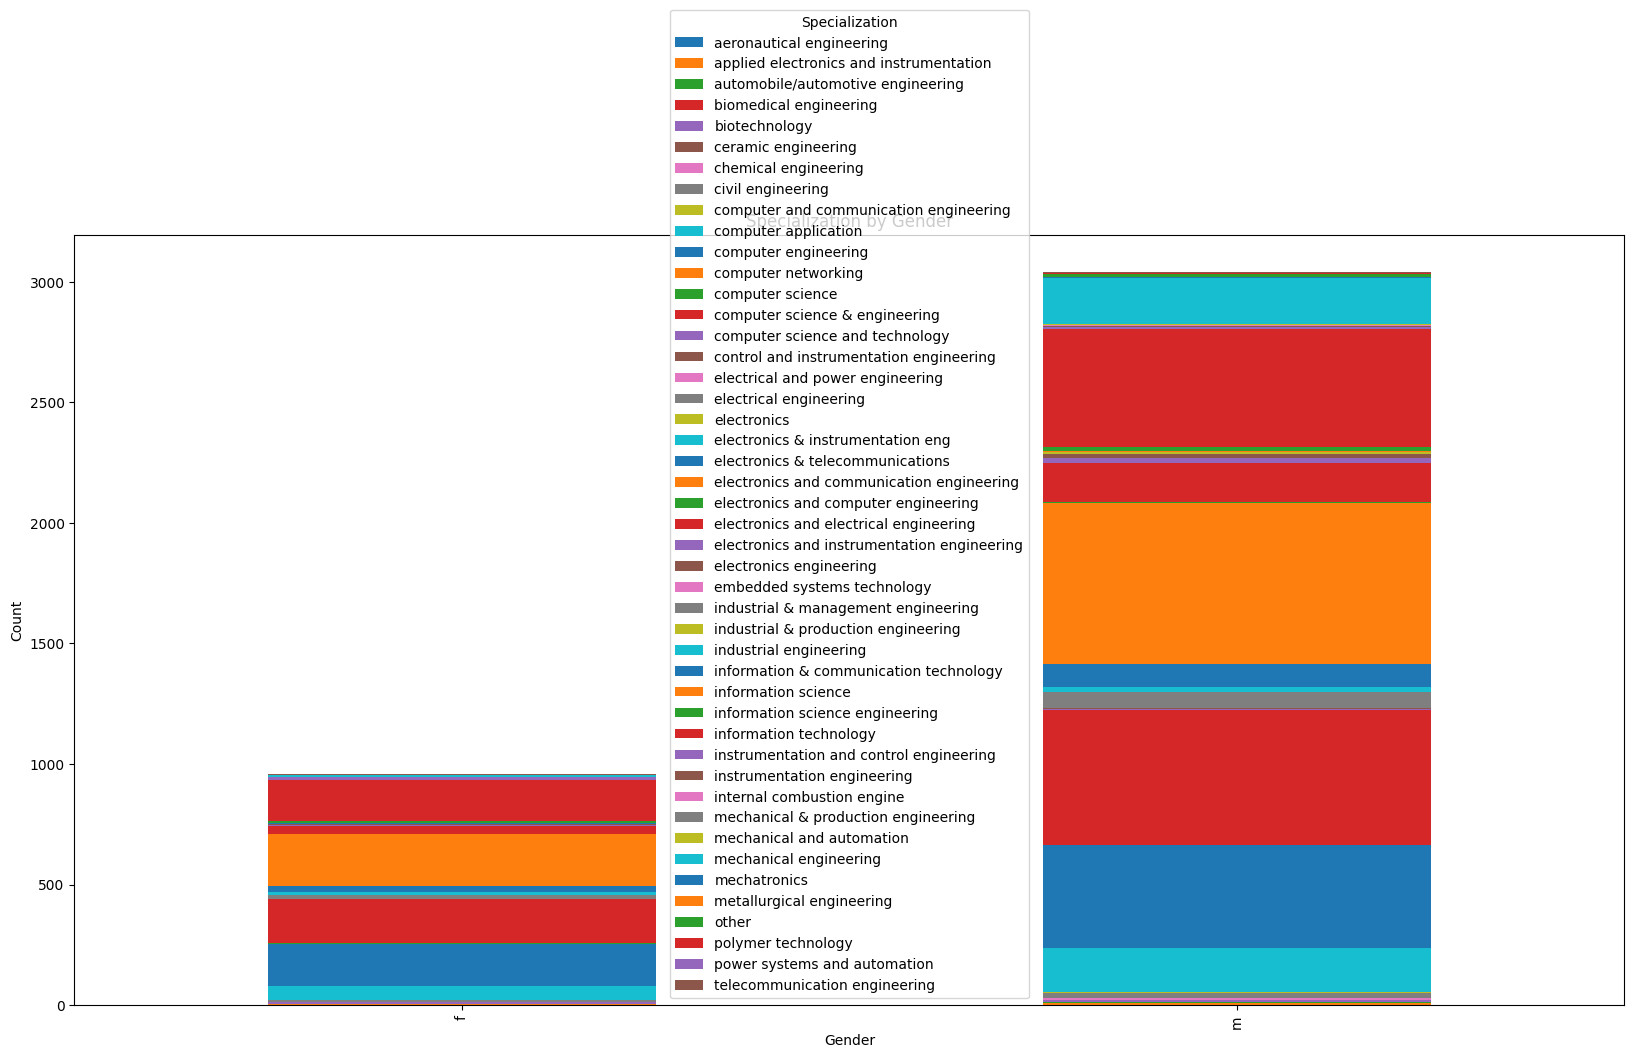 Specialization
aeronautical engineering
applied electronics and instrumentation
automobile/automotive engineering
biomedical engineering
biotechnology
ceramic engineering
chemical engineering
civil engineering
computer and communication engineering
Specialization by Gender
computer application
computer engineering
computer networking
computer science
computer science & engineering
computer science and technology
control and instrumentation engineering
electrical and power engineering
electrical engineering
electronics
electronics & instrumentation eng
electronics & telecommunications
electronics and communication engineering
electronics and computer engineering
electronics and electrical engineering
electronics and instrumentation engineering
electronics engineering
embedded systems technology
industrial & management engineering
industrial & production engineering
industrial engineering
information & communication technology
information science
information science engineering
information technology
instrumentation and control engineering
instrumentation engineering
internal combustion engine
mechanical & production engineering
mechanical and automation
mechanical engineering
mechatronics
metallurgical engineering
other
polymer technology
power systems and automation
telecommunication engineering
3000
2500
2000
1500
1000
500
0
Count
f
m
Gender